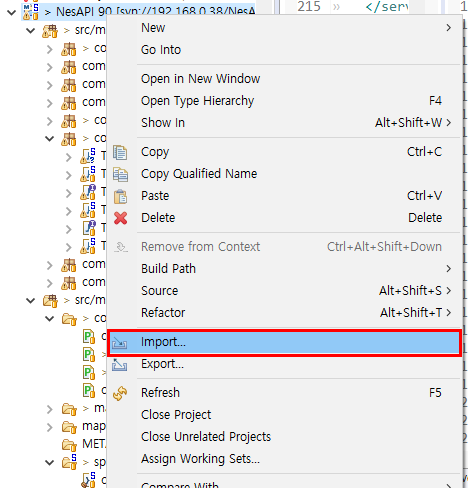 > NesAPI 90 [svn://192.168.0.38/NesA
215 » </serv
New
> src/m
Go Into
> co
com
Open in New Window
com
Open Type Hierarchy F4
com
Show In Alt+Shift+W >
> co
> co
T
Copy Ctrl+C
T
Copy Qualified Name
T
Paste Ctrl+V
T
Delete Delete
T
T
Remove from Context Ctrl+Alt+Shift+Down
com
Build Path
com
Source Alt+Shift+S >
> src/m
Refactor Alt+Shift+T >
> co
Import...
Export...
Refresh F5
Close Project
> ma
map
Close Unrelated Projects
META
Assign Working Sets...
> sp
Compare With